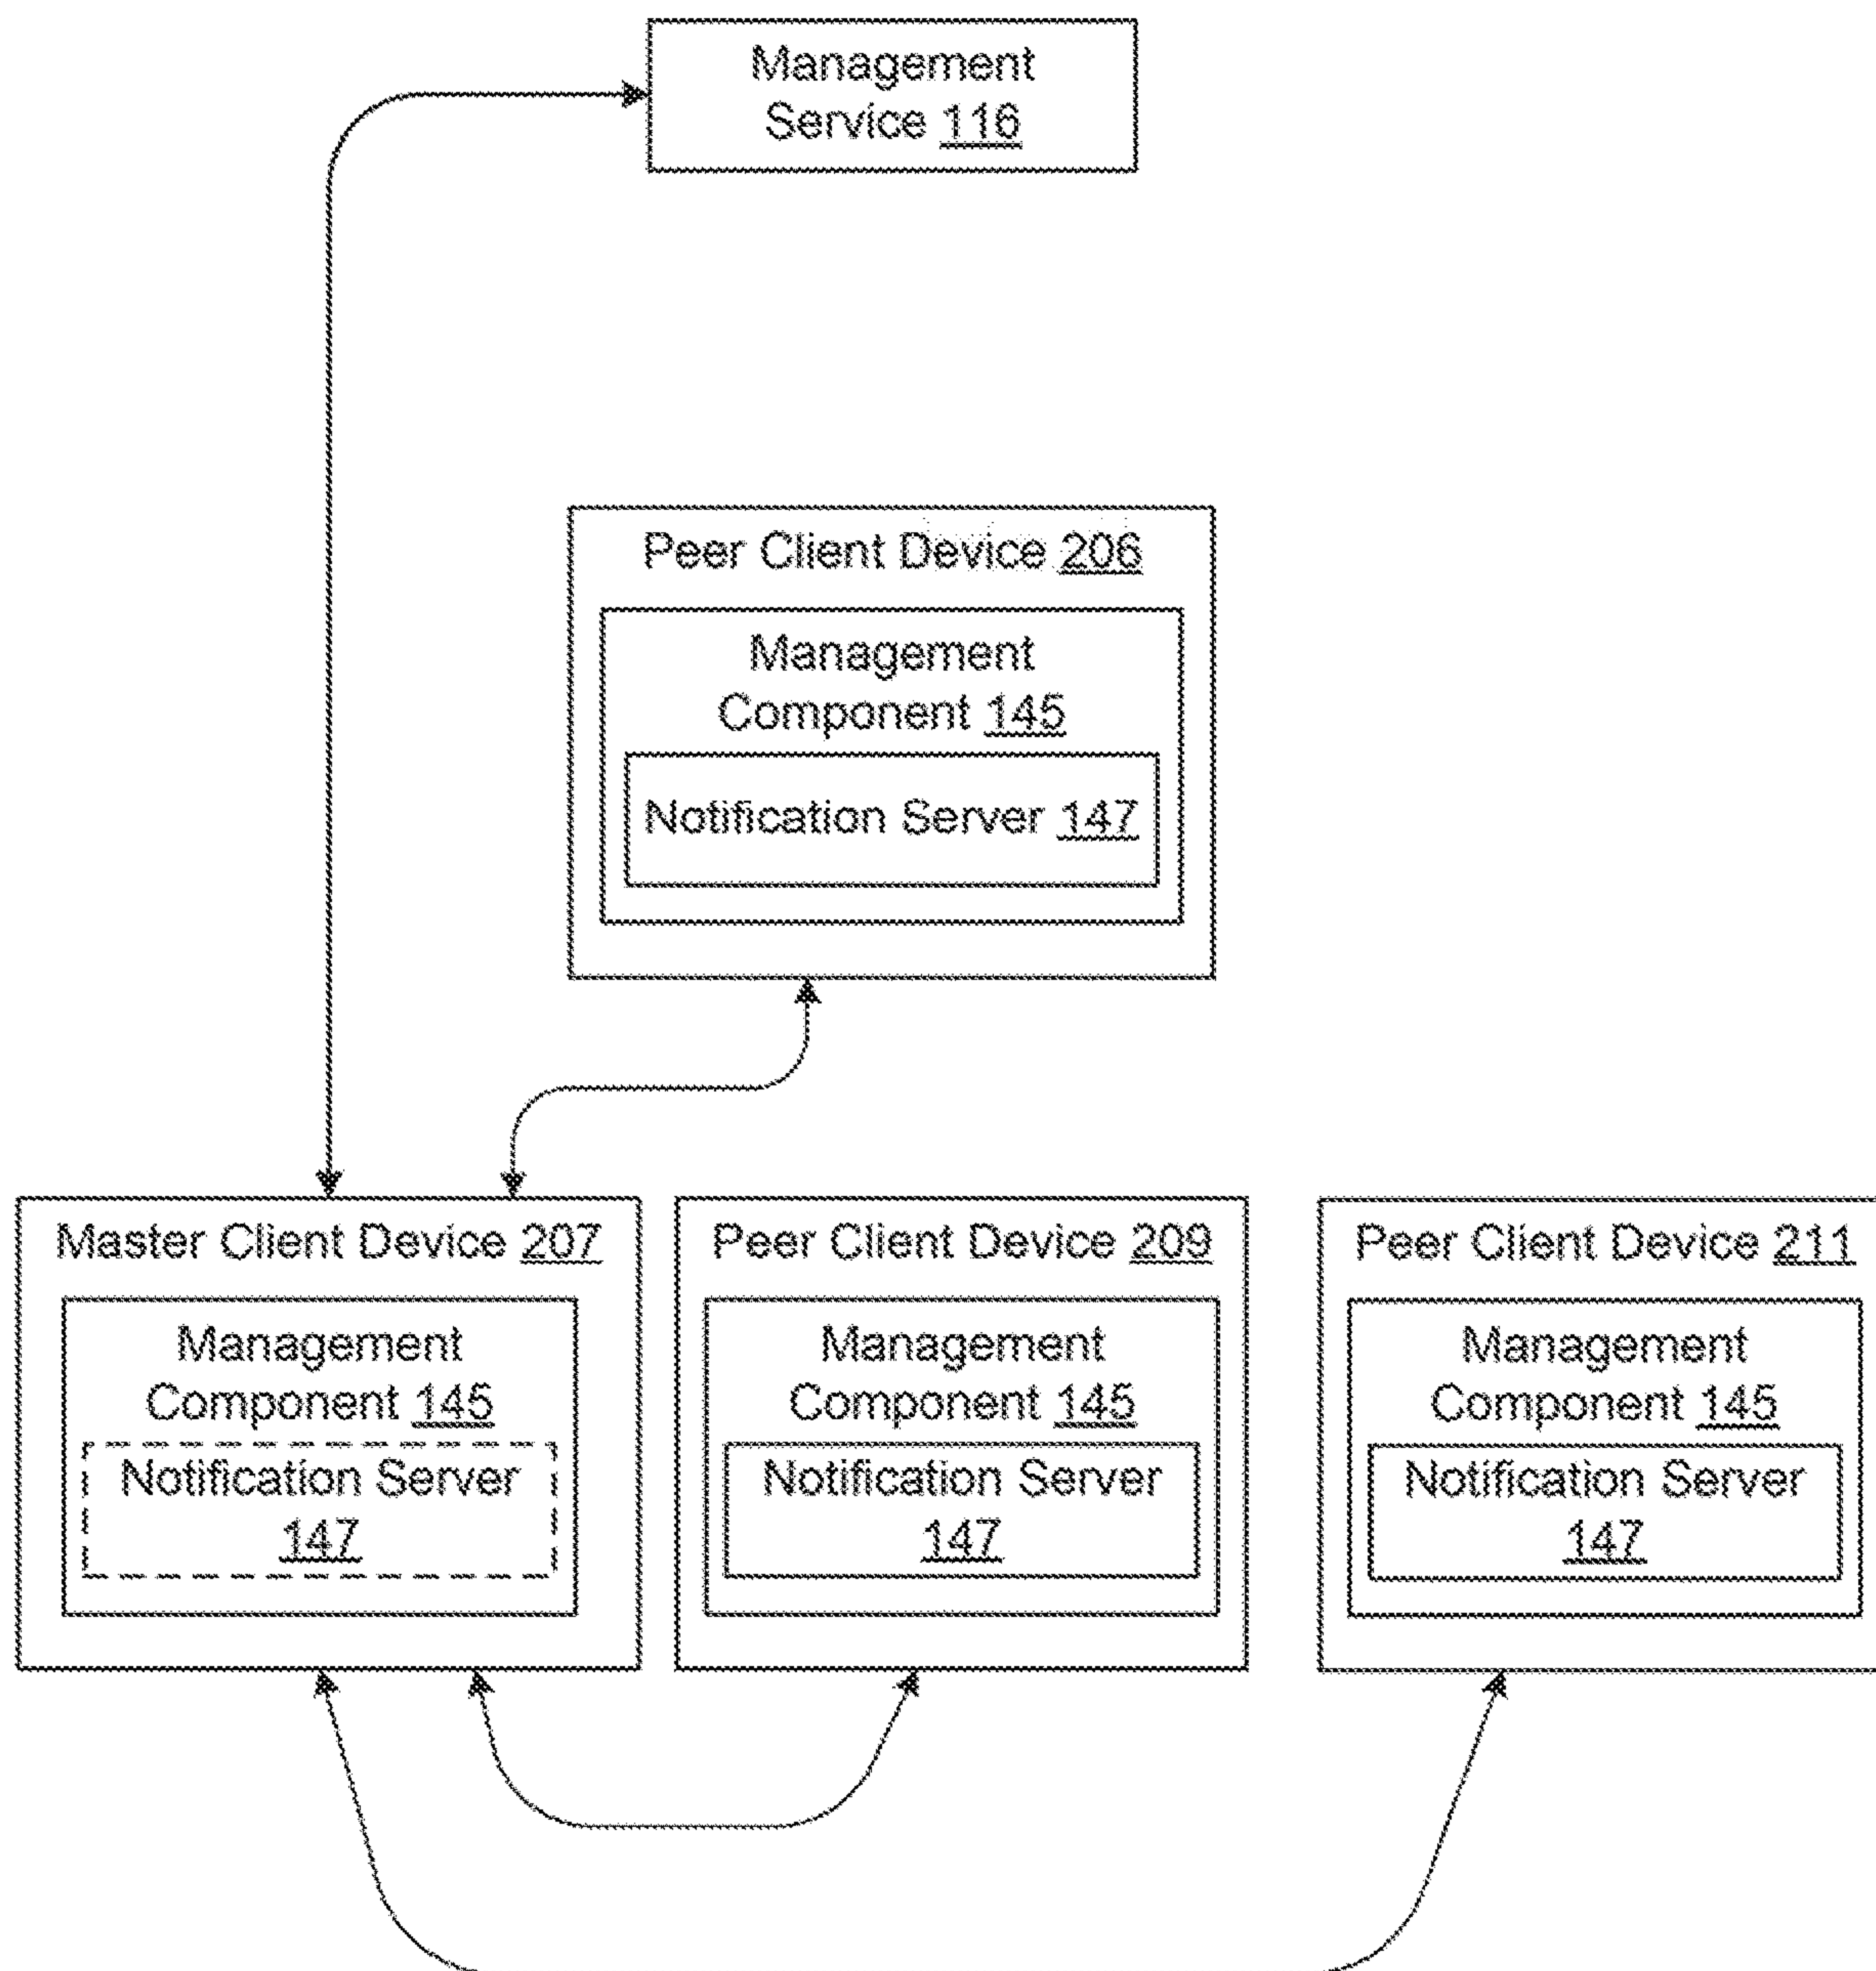 Management
Service 116
Peer Client Device 206
Management
Component 145
Notification Server 147
Master Client Device 207
Management
Component 145
Notification Server
147
Peer Client Device 209
Management
Component 145
Notification Server
147
Peer Client Device 211
Management
Component 145
Notification Server
147